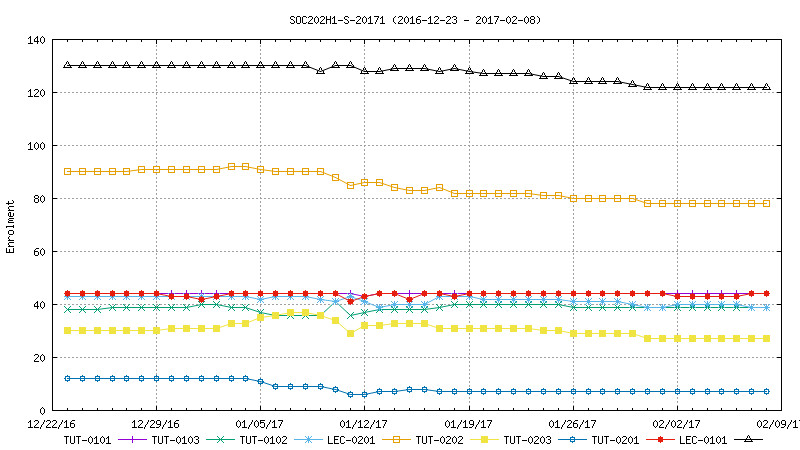 SOC202H1-S-20171 (2016-12-23 - 2017-02-08)
140
120
100
80
60
40
20
0
Enrolment
12/22/16 12/29/16 01/05/17 01/12/17 01/19/17 01/26/17 02/02/17 02/09/17
TUT-0101 TUT-0103 TUT-0102 LEC-0201 TUT-0202 TUT-0203 TUT-0201 LEC-0101